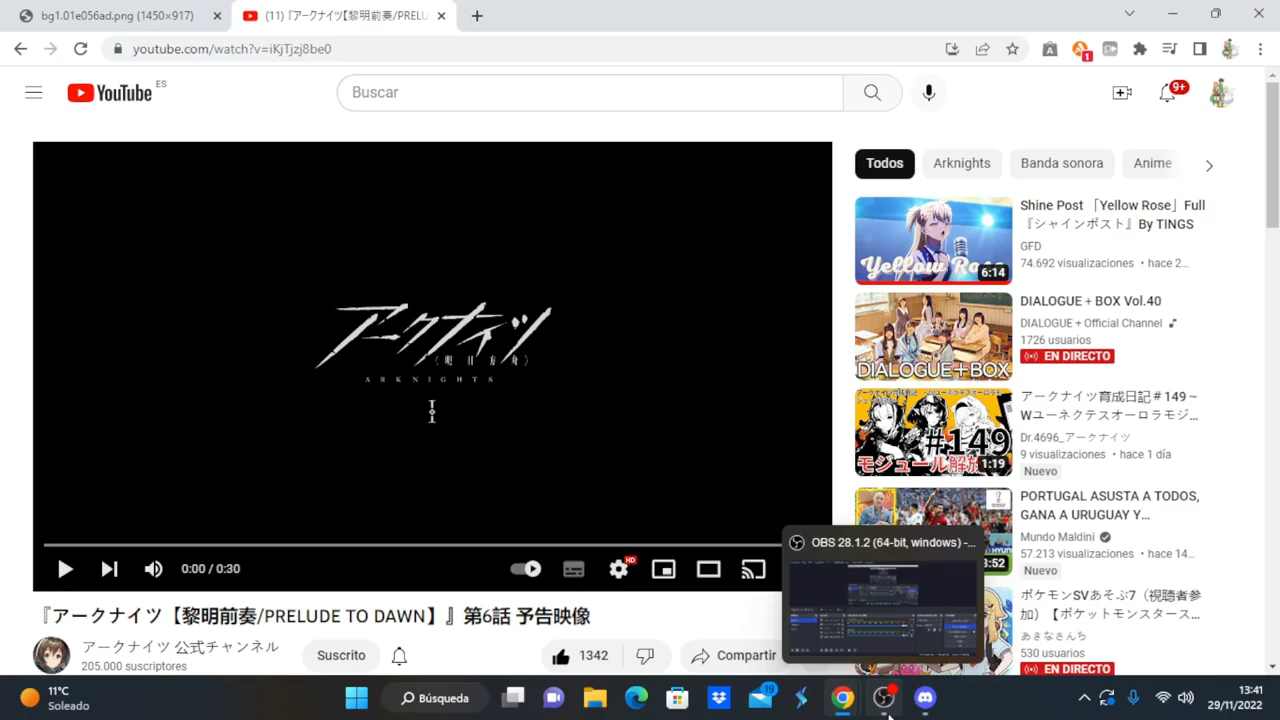 bg1.01e056ad.png (1450×917)
(11)『アークナイツ【黎明前奏/PRELU
youtube.com/watch?v=iKjTjzj8be0
1
YouTube ES
Buscar
9+
Todos
Arknights
Banda sonora
Anime
アークナイツ
〈明日方舟〉
ARKNIGHTS
Shine Post 「Yellow Rose」Full
『シャインポスト』By TINGS
GFD
74.692 visualizaciones • hace 2...
6:14
DIALOGUE+BOX
DIALOGUE + BOX Vol.40
DIALOGUE + Official Channel
1726 usuarios
EN DIRECTO
#149
モジュール解放
1:19
アークナイツ育成日記 # 149 ~
Wユーネクテスオーロラモジ...
Dr.4696_アークナイツ
9 visualizaciones • hace 1 día
Nuevo
PORTUGAL ASUSTA A TODOS,
GANA A URUGUAY Y...
Mundo Maldini
57.213 visualizaciones • hace 14...
Nuevo
3:52
ポケモンSVあそぶ7（視聴者参
加）【ポケットモンスターズ...
あきなさんち
530 usuarios
EN DIRECTO
0:00 / 0:30
HD
OBS 28.1.2 (64-bit, windows) -...
前奏/PRELUDE TO DAWN】』第6話 予告映像
アークナイツ公式チャンネル
205.000 suscriptores
Suscrito
1342
Compartir
11°C
Soleado
Búsqueda
19
13:41
29/11/2022